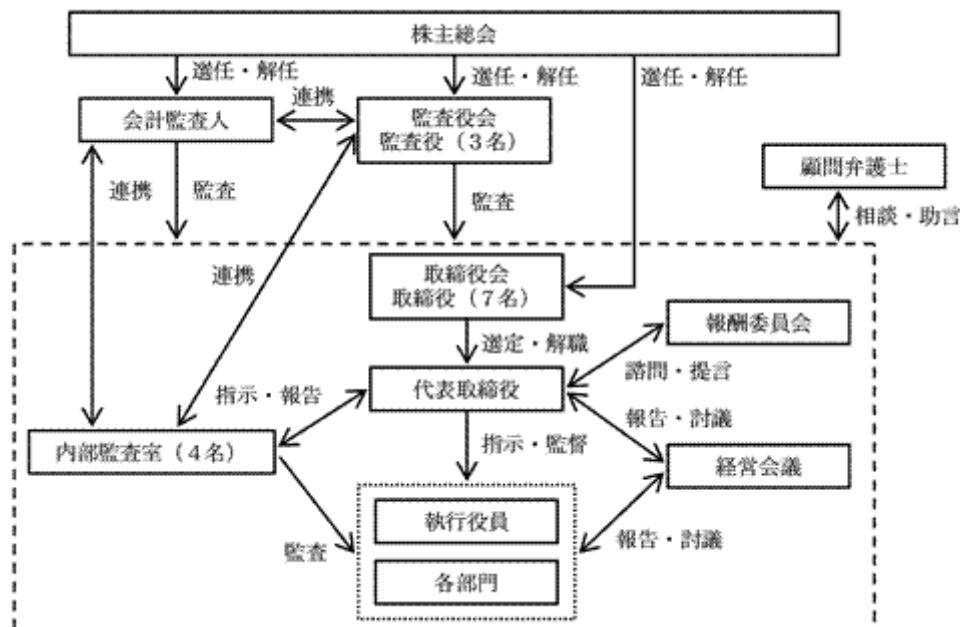 株主総会
選任・解任
選任・解任
選任・解任
連携
会計監査人
監査役会
監査役（3名）
顧問弁護士
連携
監査
監査
相談・助言
連携
取締役会
取締役（7名）
報酬委員会
選定・解職
諮問・提言
指示・報告
代表取締役
報告・討議
内部監査室（4名）
指示・監督
経営会議
執行役員
監査
報告・討議
各部門